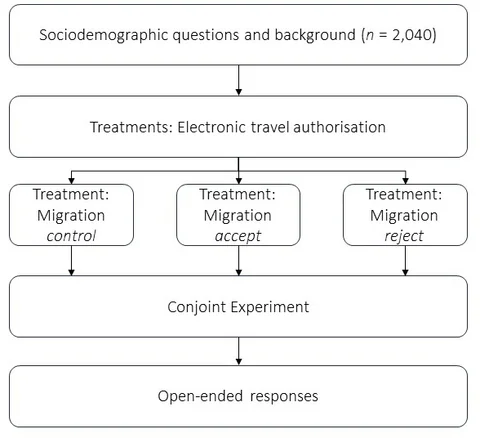 Sociodemographic questions and background (n = 2,040)
Treatments: Electronic travel authorisation
Treatment:
Migration
control
Treatment:
Migration
accept
Treatment:
Migration
reject
Conjoint Experiment
Open-ended responses